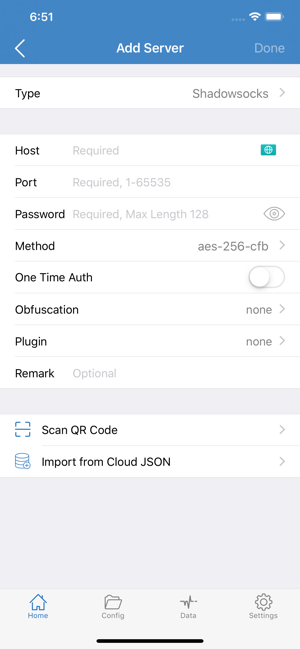 6:51
Add Server
Done
Type Shadowsocks
Host Required
Port Required, 1-65535
Password Required, Max Length 128
Method aes-256-cfb
One Time Auth
Obfuscation none
Plugin none
Remark Optional
Scan QR Code
Import from Cloud JSON
Home Config Data Settings